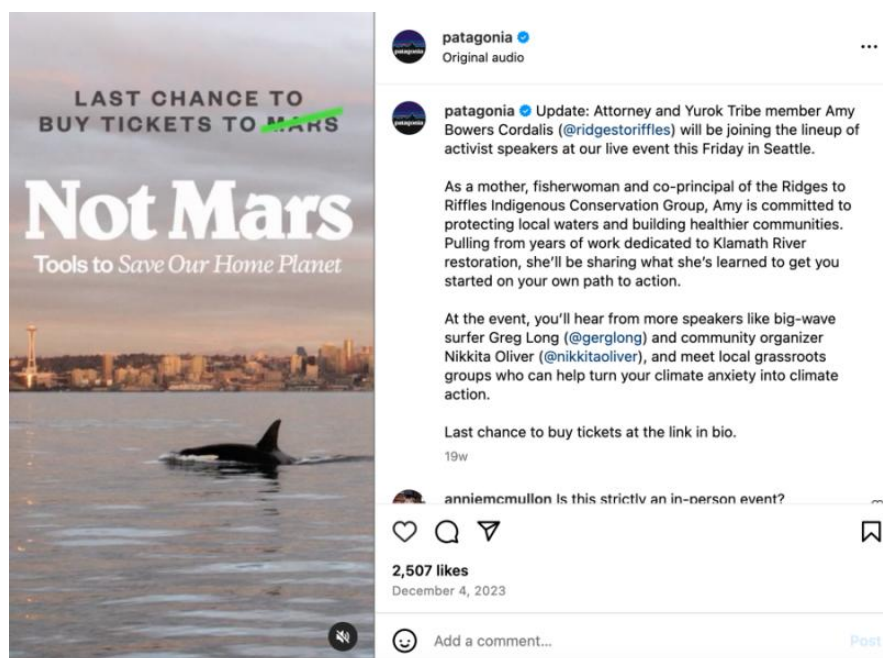 LAST CHANCE TO
BUY TICKETS TO MARS
Not Mars
Tools to Save Our Home Planet
patagonia
Original audio
patagonia Update: Attorney and Yurok Tribe member Amy
Bowers Cordalis (@ridgestoriffles) will be joining the lineup of
activist speakers at our live event this Friday in Seattle.
As a mother, fisherwoman and co-principal of the Ridges to
Riffles Indigenous Conservation Group, Amy is committed to
protecting local waters and building healthier communities.
Pulling from years of work dedicated to Klamath River
restoration, she'll be sharing what she's learned to get you
started on your own path to action.
At the event, you'll hear from more speakers like big-wave
surfer Greg Long (@gerglong) and community organizer
Nikkita Oliver (@nikkitaoliver), and meet local grassroots
groups who can help turn your climate anxiety into climate
action.
Last chance to buy tickets at the link in bio.
19w
anniemcmullon Is this strictly an in-person event?
2,507 likes
December 4, 2023
Add a comment...
Post